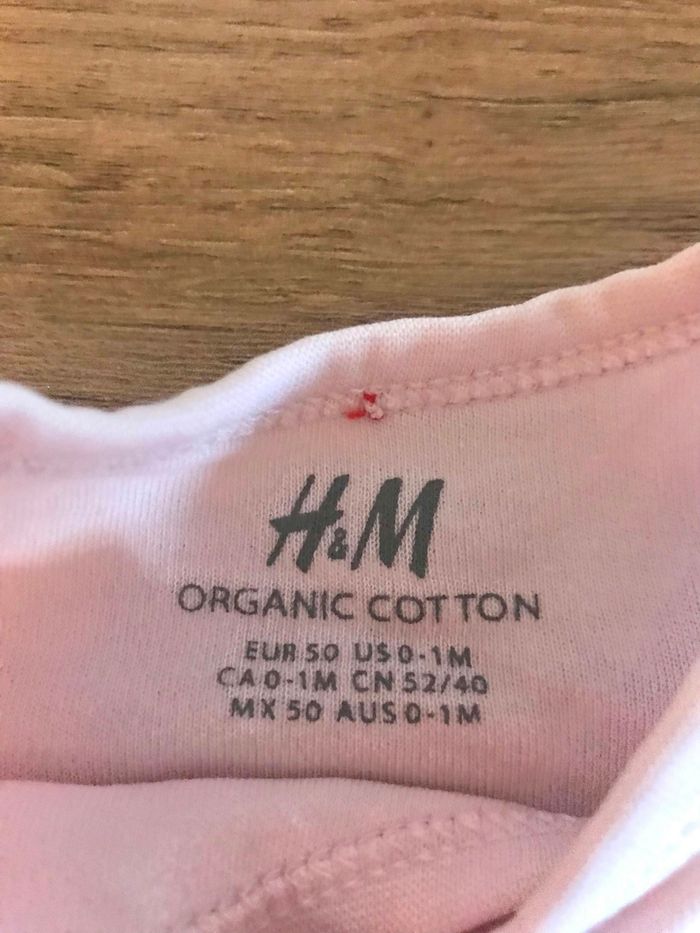 H&M
ORGANIC COTTON
EUR 50 US 0-1M
CA 0-1M CN 52/40
MX 50 AUS 0-1M